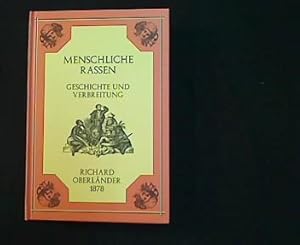 MENSCHLICHE
RASSEN
GESCHICHTE UND
VERBREITUNG
RICHARD
OBERLÄNDER
1878